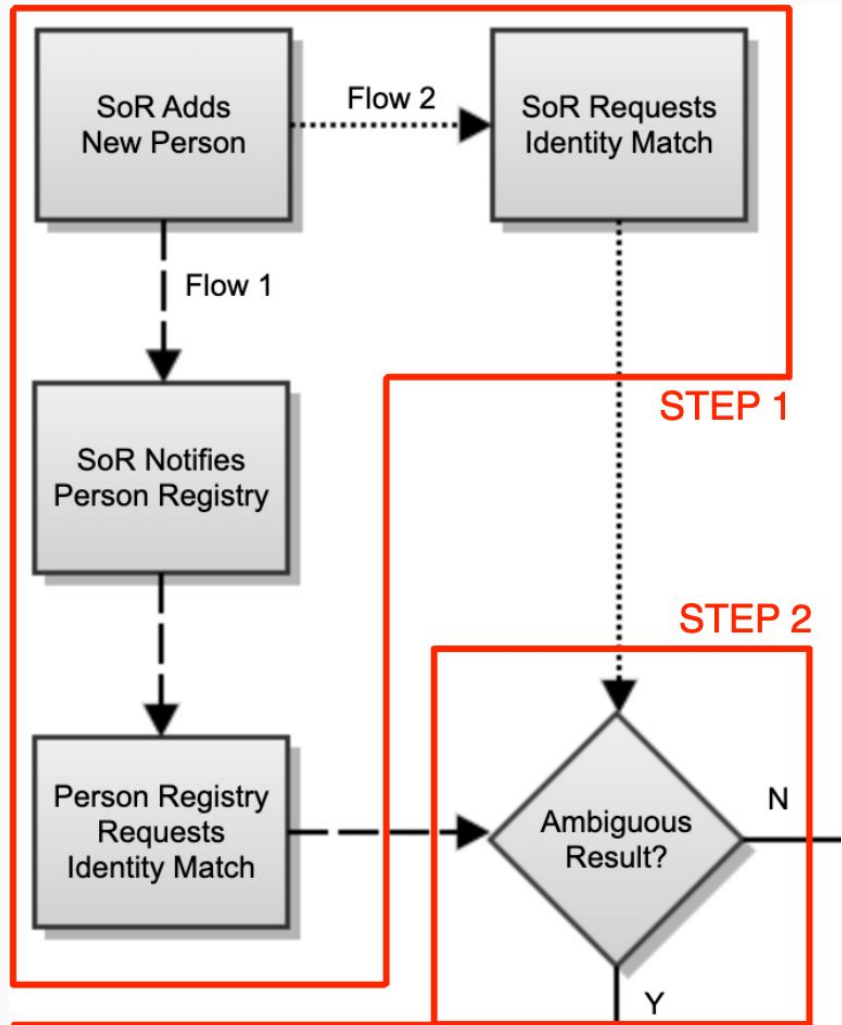 SoR Adds
New Person
Flow 2
SoR Requests
Identity Match
Flow 1
STEP 1
SoR Notifies
Person Registry
STEP 2
Person Registry
Requests
Identity Match
Ambiguous
Result?
N
Y